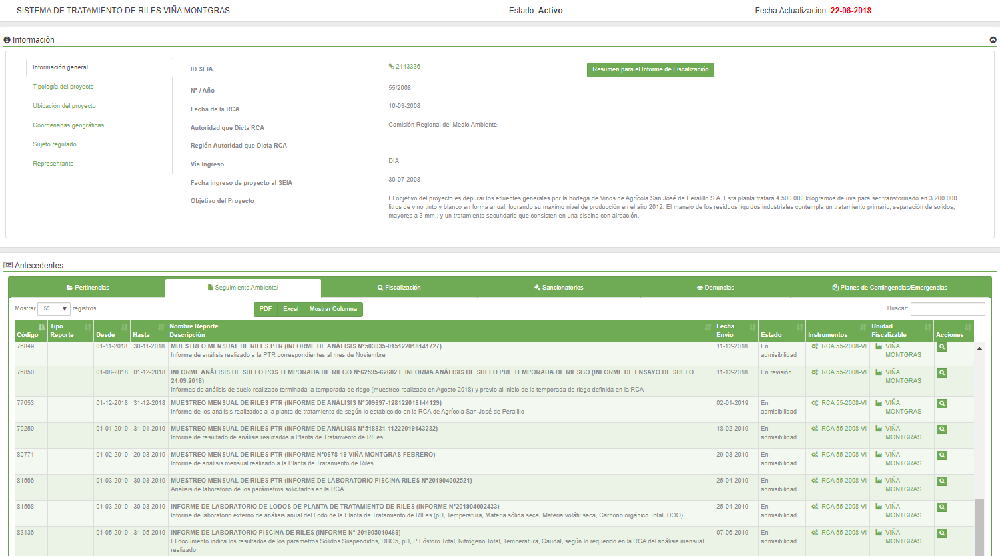 SISTEMA DE TRATAMIENTO DE RILES VIÑA MONTGRAS
Estado: Activo
Fecha Actualizacion: 22-06-2018
Información
Información general
Tipología del proyecto
Ubicación del proyecto
Coordenadas geográficas
Sujeto regulado
Representante
ID SEIA
2143336
Resumen para el Informe de Fiscalización
Nº / Año
55/2008
Fecha de la RCA
10-03-2008
Autoridad que Dicta RCA
Comisión Regional del Medio Ambiente
Región Autoridad que Dicta RCA
Via Ingreso
DIA
Fecha ingreso de proyecto al SEIA
30-07-2008
Objetivo del Proyecto
El objetivo del proyecto es depurar los efluentes generales por la bodega de Vinos de Agrícola San José de Peralillo S.A. Esta planta tratará 4.500.000 kilogramos de uva para ser transformado en 3.200.000
litros de vino tinto y blanco en forma anual, logrando su máximo nivel de producción en el año 2012. El manejo de los residuos líquidos industriales contempla un tratamiento primario, separación de sólidos,
mayores a 3 mm., y un tratamiento secundario que consisten en una piscina con aireación.
Antecedentes
Pertinencias
Seguimiento Ambiental
Fiscalización
Sancionatorios
Denuncias
Planes de Contingencias/Emergencias
Mostrar 50 registros
PDF Excel Mostrar Columna
Buscar:
Código
Tipo
Reporte
Desde
Hasta
Nombre Reporte
Descripción
Fecha
Envío
Estado
Instrumentos
Unidad
Fiscalizable
Acciones
76849 01-11-2018 30-11-2018 MUESTREO MENSUAL DE RILES PTR (INFORME DE ANÁLISIS N°503935-015122018141727) 11-12-2018 En RCA 55-2008-VI VIÑA
Informe de análisis realizado a la PTR correspondientes al mes de Noviembre admisibilidad MONTGRAS
76850 01-08-2018 01-12-2018 INFORME ANÁLISIS DE SUELO POS TEMPORADA DE RIEGO N°62595-62602 E INFORMA ANÁLISIS DE SUELO PRE TEMPORADA DE RIESGO (INFORME DE ENSAYO DE SUELO 11-12-2018 En revisión RCA 55-2008-VI VIÑA
24.09.2018) MONTGRAS
Informes de análisis de suelo realizado terminada la temporada de riego (muestreo realizado en Agosto 2018) y previo al inicio de la temporada de riego definida en la RCA
77653 01-12-2018 31-12-2018 MUESTREO MENSUAL DE RILES PTR (INFORME DE ANÁLISIS N°509697-128122018144129) 02-01-2019 En RCA 55-2008-VI VIÑA
Informe de los análisis realizados a la planta de tratamiento de según lo establecido en la RCA de Agrícola San José de Peralillo admisibilidad MONTGRAS
79250 01-01-2019 31-01-2019 MUESTREO MENSUAL DE RILES PTR (INFORME DE ANÁLISIS N°518831-11222019143232) 18-02-2019 En RCA 55-2008-VI VIÑA
Informe de resultado de análisis realizados a Planta de Tratamiento de RILes admisibilidad MONTGRAS
80771 01-02-2019 29-03-2019 MUESTREO MENSUAL DE RILES PTR (INFORME N°0678-19 VIÑA MONTGRAS FEBRERO) 29-03-2019 En RCA 55-2008-VI VIÑA
Informe de analisis mensual realizado a la Planta de Tratamiento de Riles admisibilidad MONTGRAS
81566 01-03-2019 30-03-2019 MUESTREO MENSUAL DE RILES PTR (INFORME DE LABORATORIO PISCINA RILES N°201904002521) 25-04-2019 En RCA 55-2008-VI VIÑA
Análisis de laboratorio de los parámetros solicitados en la RCA admisibilidad MONTGRAS
81568 01-03-2019 30-03-2019 INFORME DE LABORATORIO DE LODOS DE PLANTA DE TRATAMIENTO DE RILES (INFORME N°201904002433) 25-04-2019 En RCA 55-2008-VI VIÑA
Informe de laboratorio externo de análisis anual del Lodo de la Planta de Tratamiento de RILes (pH, Temperatura, Materia sólida seca, Materia volátil seca, Carbono orgánico Total, DQO). admisibilidad MONTGRAS
83136 01-05-2019 31-05-2019 INFORME DE LABORATORIO PISCINA DE RILES (INFORME N° 201905010469) 07-06-2019 En RCA 55-2008-VI VIÑA
El documento indica los resultados de los parámetros Sólidos Suspendidos, DBO5, pH, P Fósforo Total, Nitrógeno Total, Temperatura, Caudal, según lo requerido en la RCA del análisis mensual admisibilidad MONTGRAS
realizado